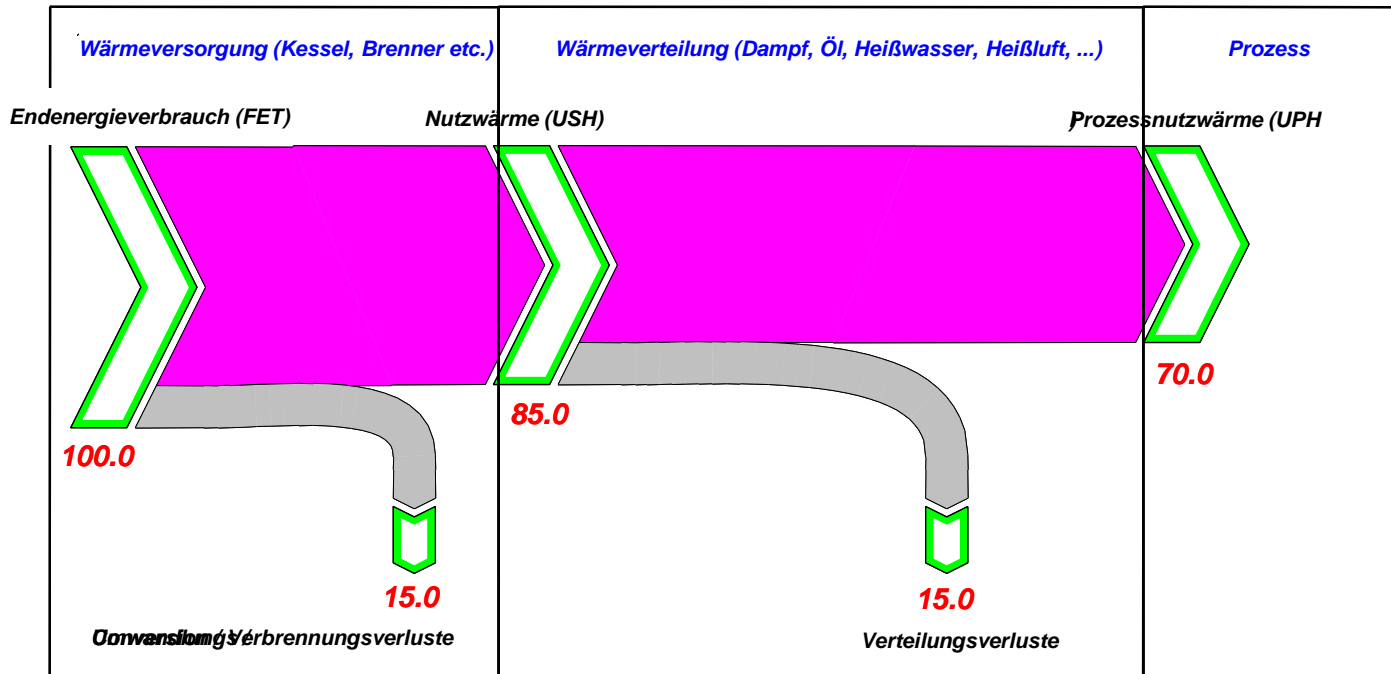 Wärmeversorgung (Kessel, Brenner etc.)
Wärmeverteilung (Dampf, Öl, Heißwasser, Heißluft, ...)
Prozess
Endenergieverbrauch (FET)
Nutzwärme (USH)
Prozessnutzwärme (UPH)
100.0
85.0
70.0
15.0
15.0
Verbrennungsverluste
Verteilungsverluste